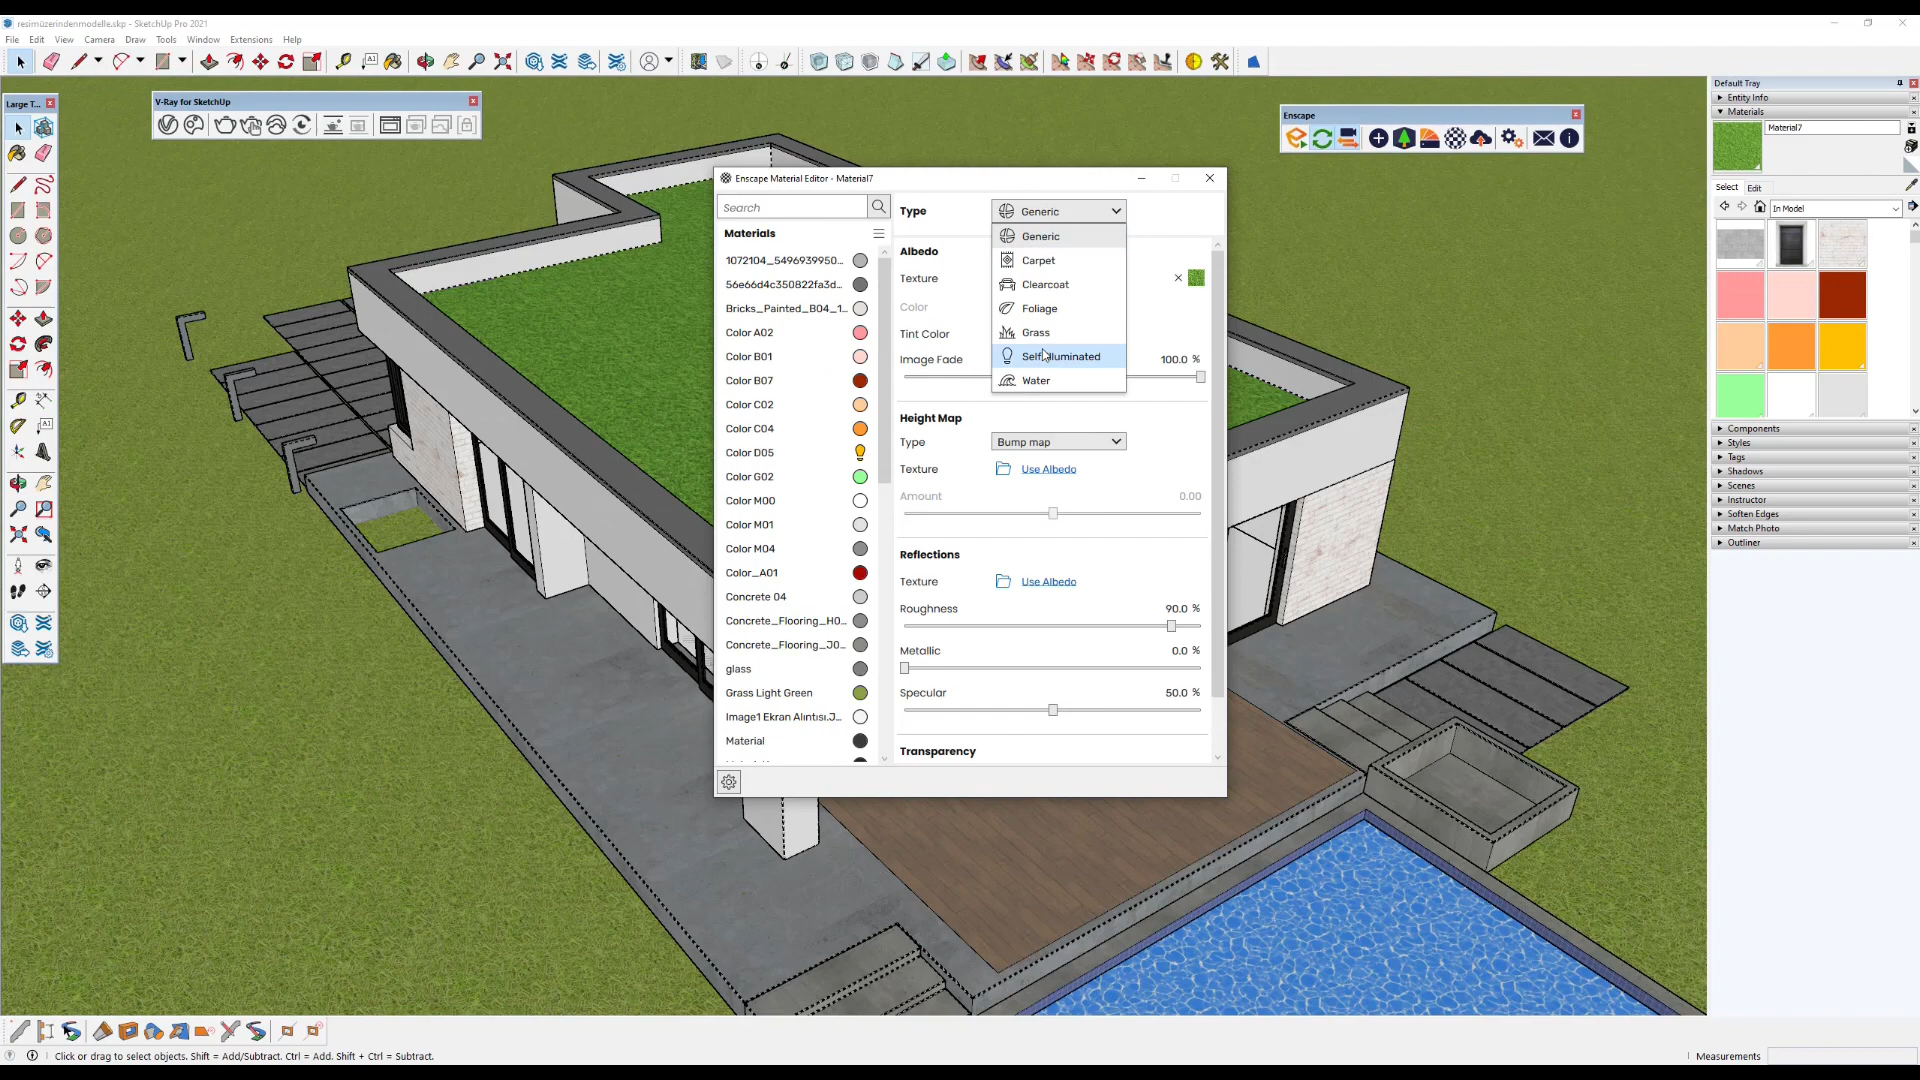 resimüzerindenmodelle.skp - SketchUp Pro 2021
File Edit View Camera Draw Tools Window Extensions Help
Large T...
V-Ray for SketchUp
Enscape
Enscape Material Editor - Material7
Search
Materials
1072104_5496939950...
56e66d4c350822fa3d...
Bricks_Painted_B04_1...
Color A02
Color B01
Color B07
Color C02
Color C04
Color D05
Color G02
Color M00
Color M01
Color M04
Color_A01
Concrete 04
Concrete_Flooring_H0...
Concrete_Flooring_J0...
glass
Grass Light Green
Image1 Ekran Alıntısı.J...
Material
Type Generic
Generic
Carpet
Clearcoat
Foliage
Grass
Self-illuminated
Water
Albedo
Texture
Color
Tint Color
Image Fade 100.0 %
Height Map
Type Bump map
Texture Use Albedo
Amount 0.00
Reflections
Texture Use Albedo
Roughness 90.0 %
Metallic 0.0 %
Specular 50.0 %
Transparency
Default Tray
Entity Info
Materials
Material7
Select Edit
In Model
Components
Styles
Tags
Shadows
Scenes
Instructor
Soften Edges
Match Photo
Outliner
Click or drag to select objects. Shift = Add/Subtract. Ctrl = Add. Shift + Ctrl = Subtract.
Measurements